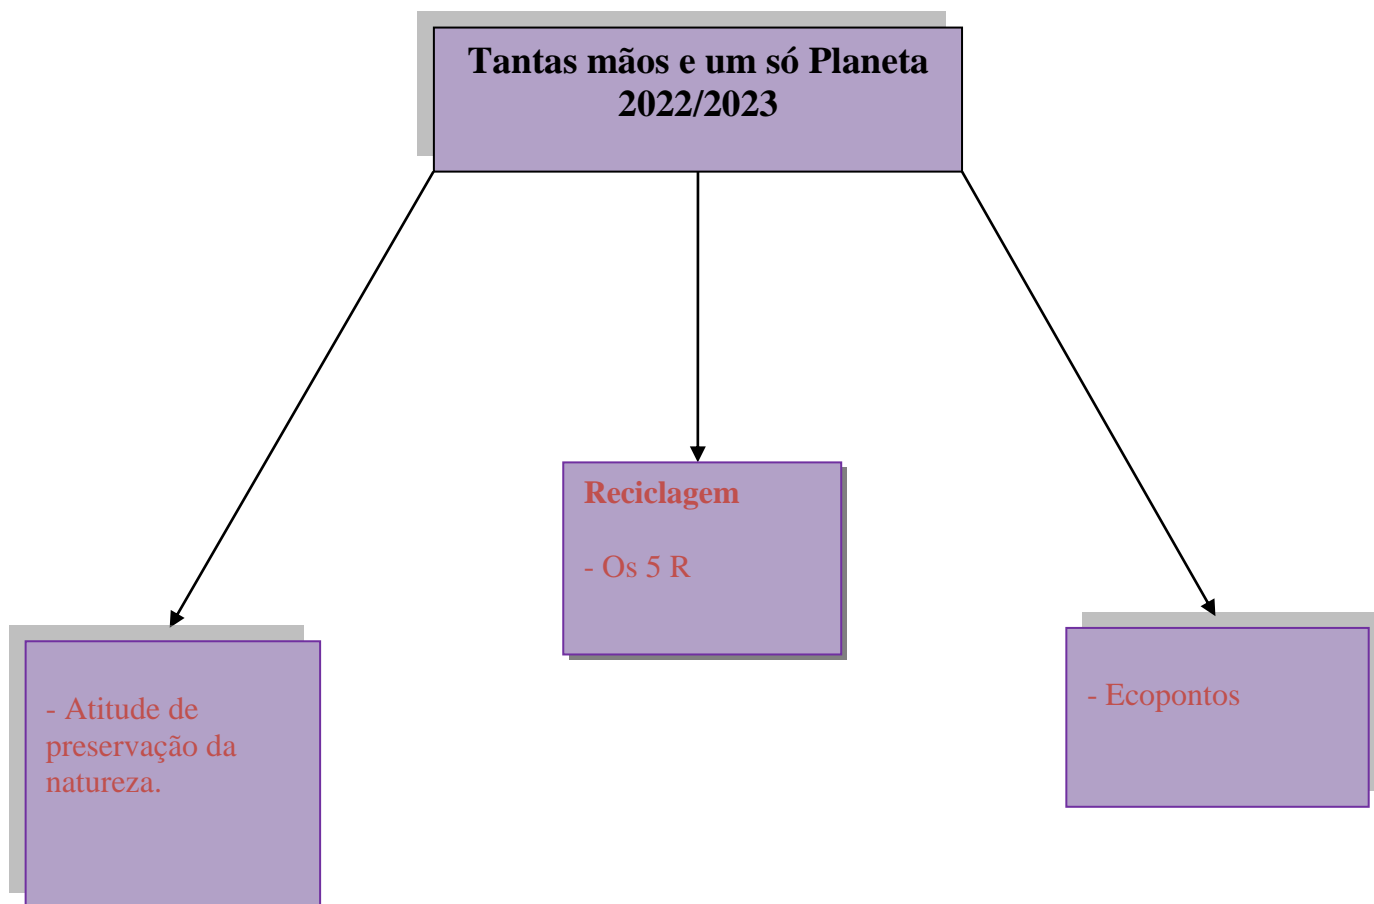 Tantas mãos e um só Planeta
2022/2023
Reciclagem
- Os 5 R
- Atitude de
preservação da
natureza.
- Ecopontos